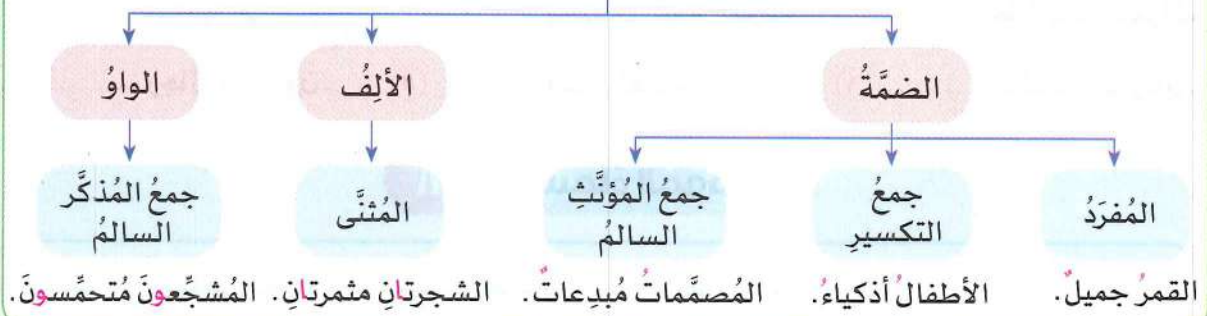 الضمَّةُ
الألِفُ
الواوُ
المُفرَدُ
جمعُ
التكسيرِ
جمعُ المُؤنَّثِ
السالمُ
المُثنَّى
جمعُ المُذكَّر
السالمُ
القمرُ جميلٌ.
الأطفالُ أذكياءُ.
المُصمَّماتُ مُبدِعاتٌ.
الشجرتانِ مثمرتانِ.
المُشجِّعونَ مُتحمِّسونَ.